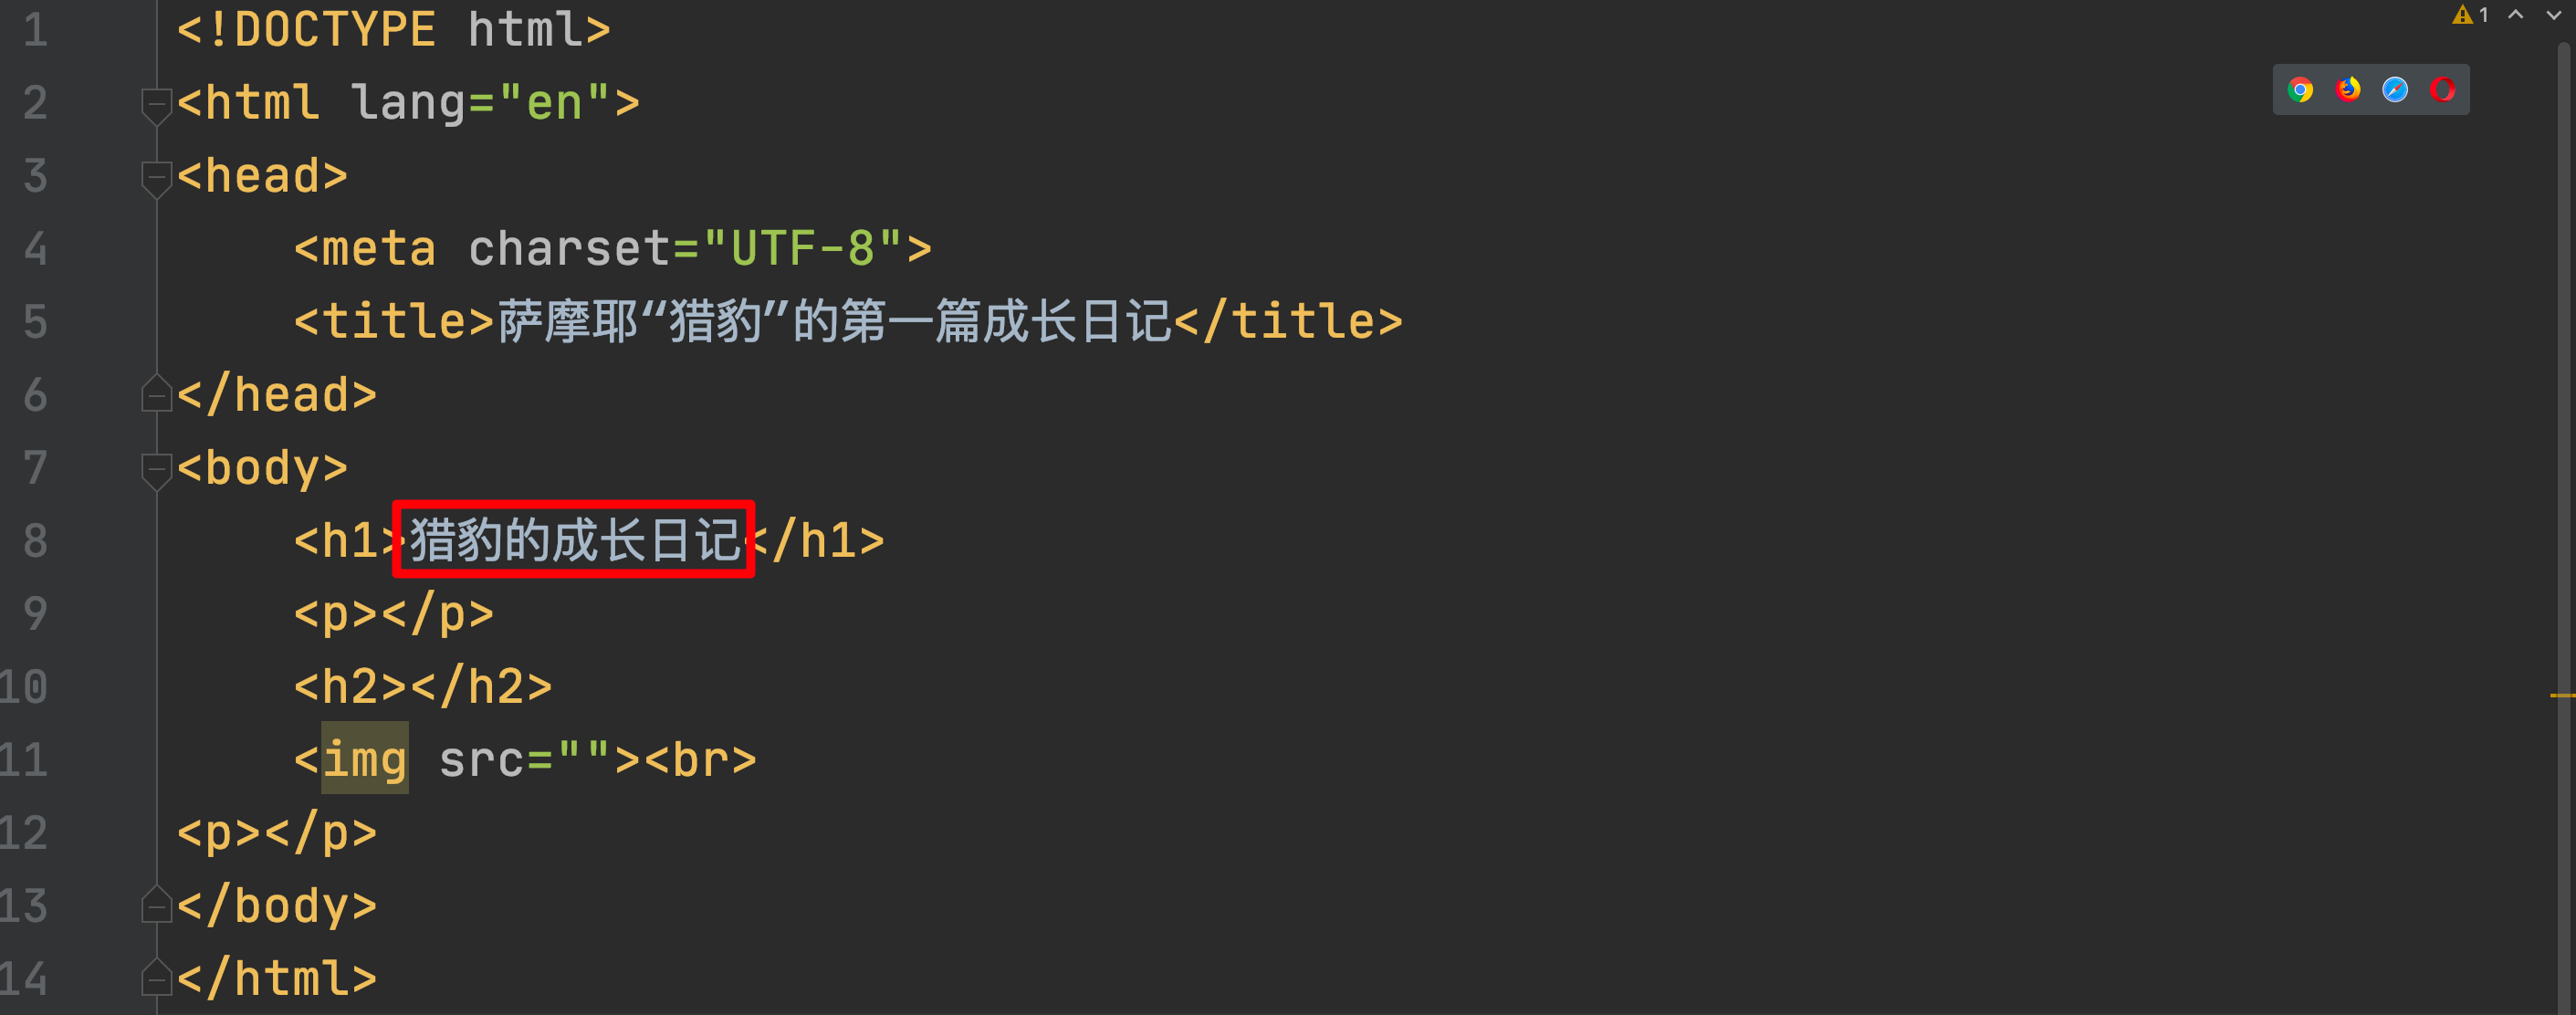 1
1 <!DOCTYPE html>
2 <html lang="en">
3 <head>
4     <meta charset="UTF-8">
5     <title>萨摩耶“猎豹”的第一篇成长日记</title>
6 </head>
7 <body>
8     <h1>猎豹的成长日记</h1>
9     <p></p>
10     <h2></h2>
11     <img src=""><br>
12 <p></p>
13 </body>
14 </html>